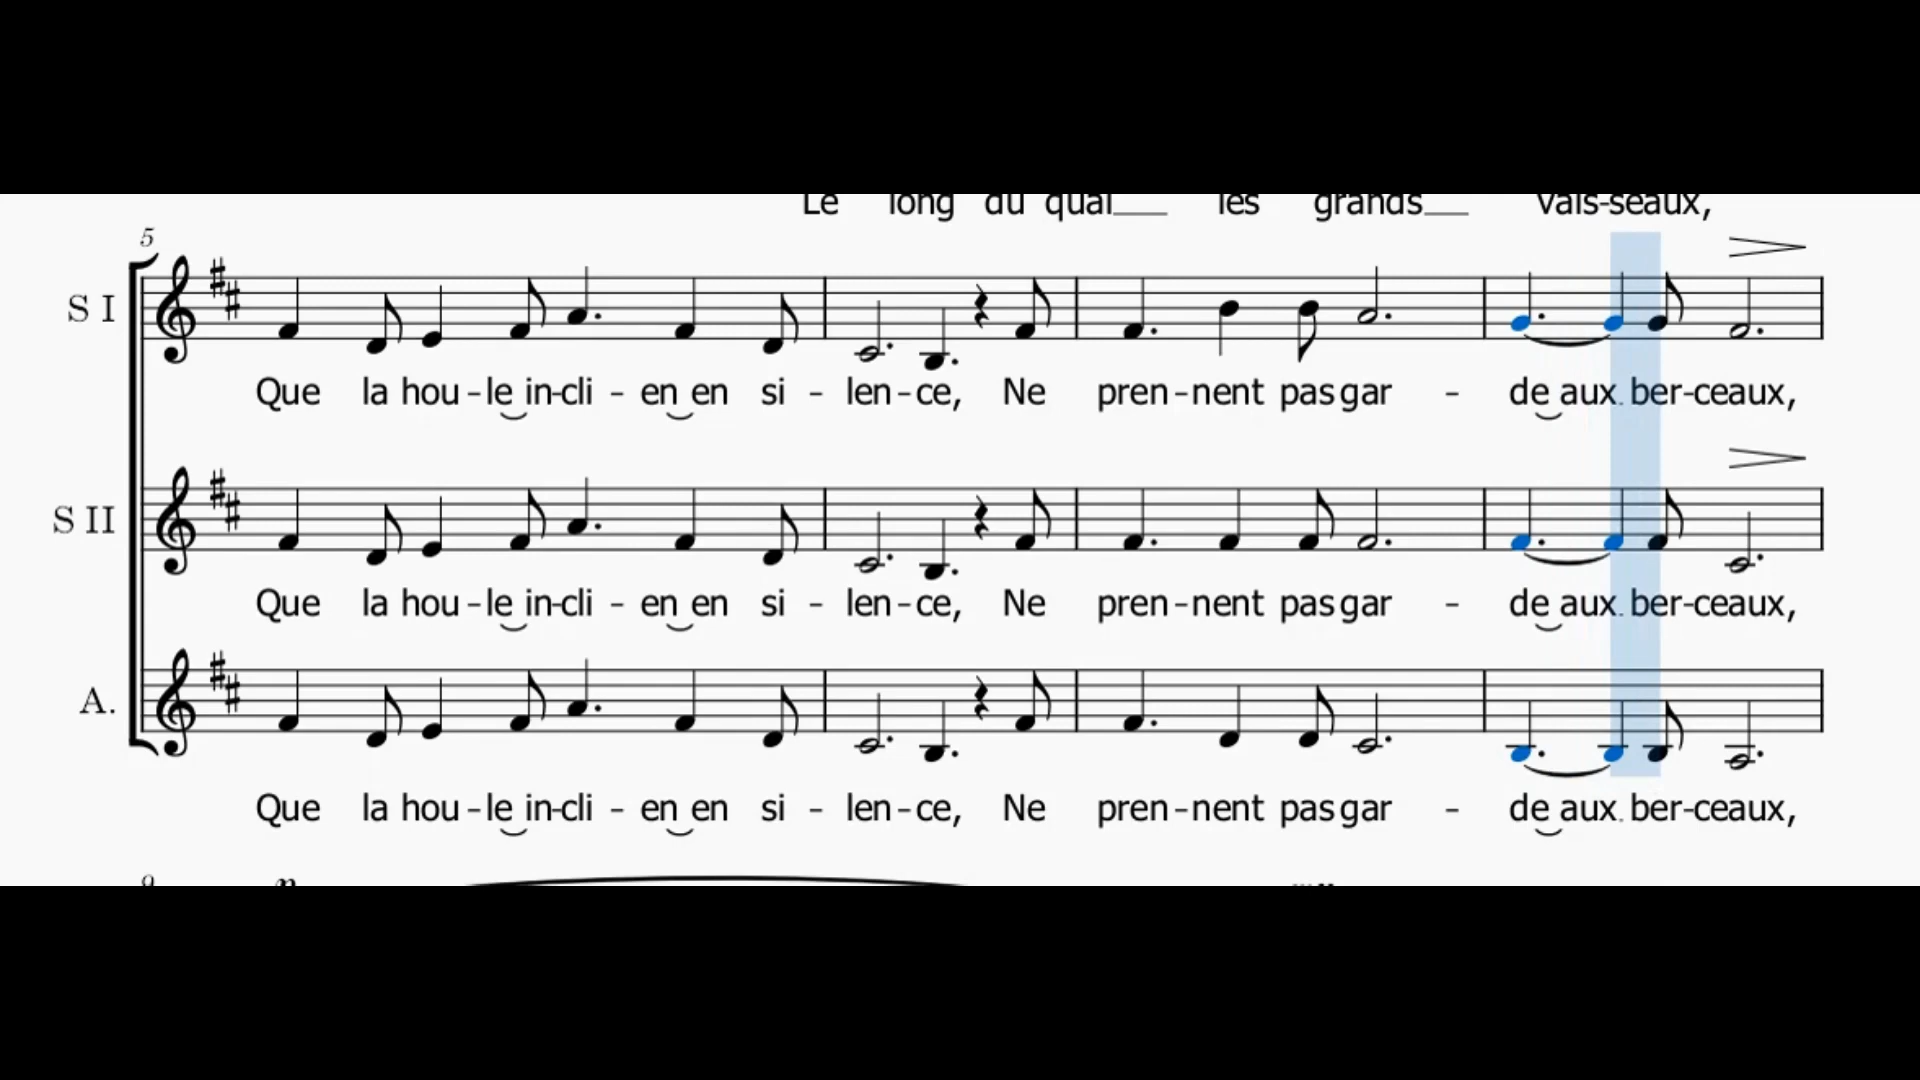 Le long du quai___ les grands___ vais-seaux,
5
S I
Que la hou-le in-cli - en en si - len-ce, Ne pren-nent pas gar - de aux ber-ceaux,
S II
Que la hou-le in-cli - en en si - len-ce, Ne pren-nent pas gar - de aux ber-ceaux,
A.
Que la hou-le in-cli - en en si - len-ce, Ne pren-nent pas gar - de aux ber-ceaux,